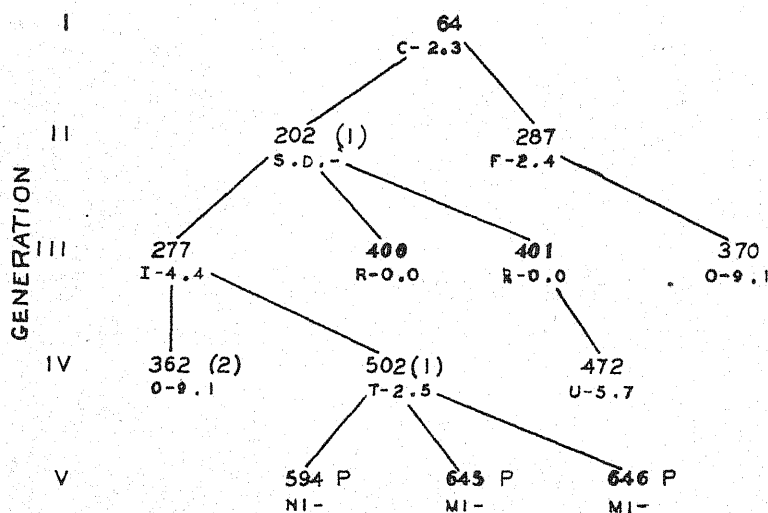 I 64
C-2.3
II 202 (1) 287
S.D.- F-2.4
GENERATION
III 277 400 401 370
I-4.4 R-0.0 R-0.0 0-9.1
IV 362 (2) 502(1) 472
0-9.1 T-2.5 U-5.7
V 594 P 645 P 646 P
NI- MI- MI-